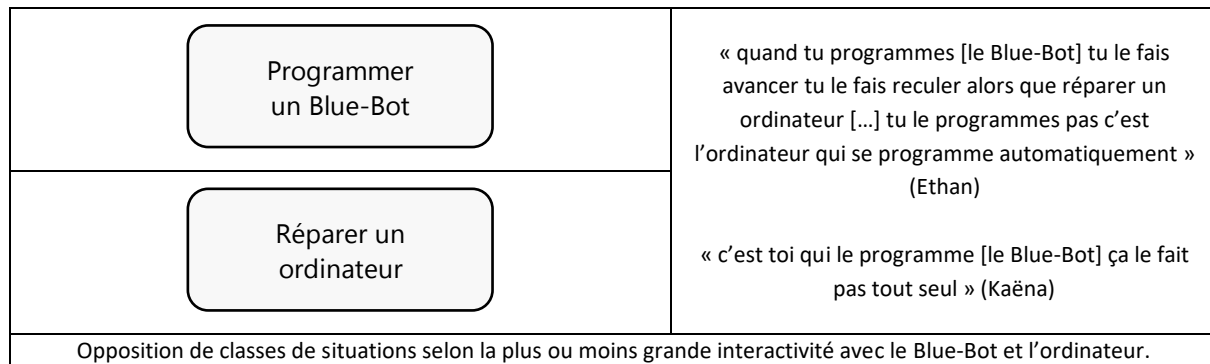 Programmer
un Blue-Bot
« quand tu programmes [le Blue-Bot] tu le fais
avancer tu le fais reculer alors que réparer un
ordinateur […] tu le programmes pas c’est
l’ordinateur qui se programme automatiquement »
(Ethan)
Réparer un
ordinateur
« c’est toi qui le programme [le Blue-Bot] ça le fait
pas tout seul » (Kaëna)
Opposition de classes de situations selon la plus ou moins grande interactivité avec le Blue-Bot et l’ordinateur.